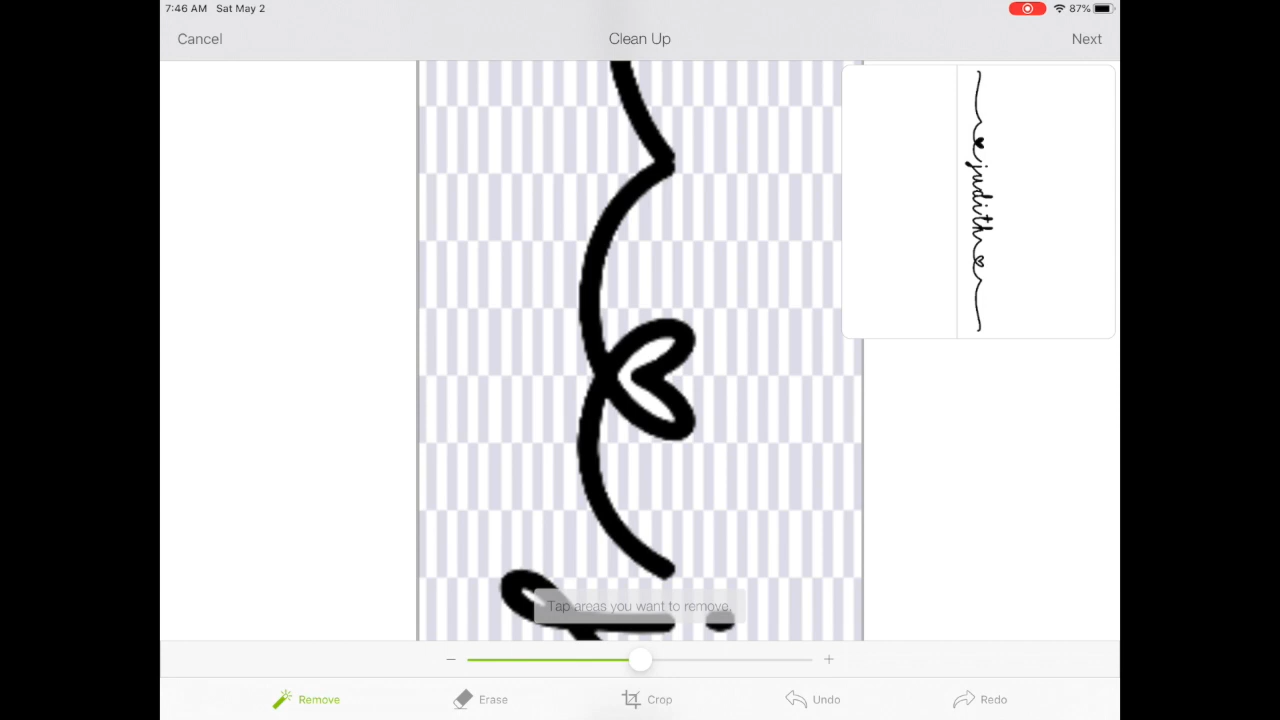 7:46 AM Sat May 2
87%
Cancel
Clean Up
Next
judith
Tap areas you want to remove.
Remove
Erase
Crop
Undo
Redo